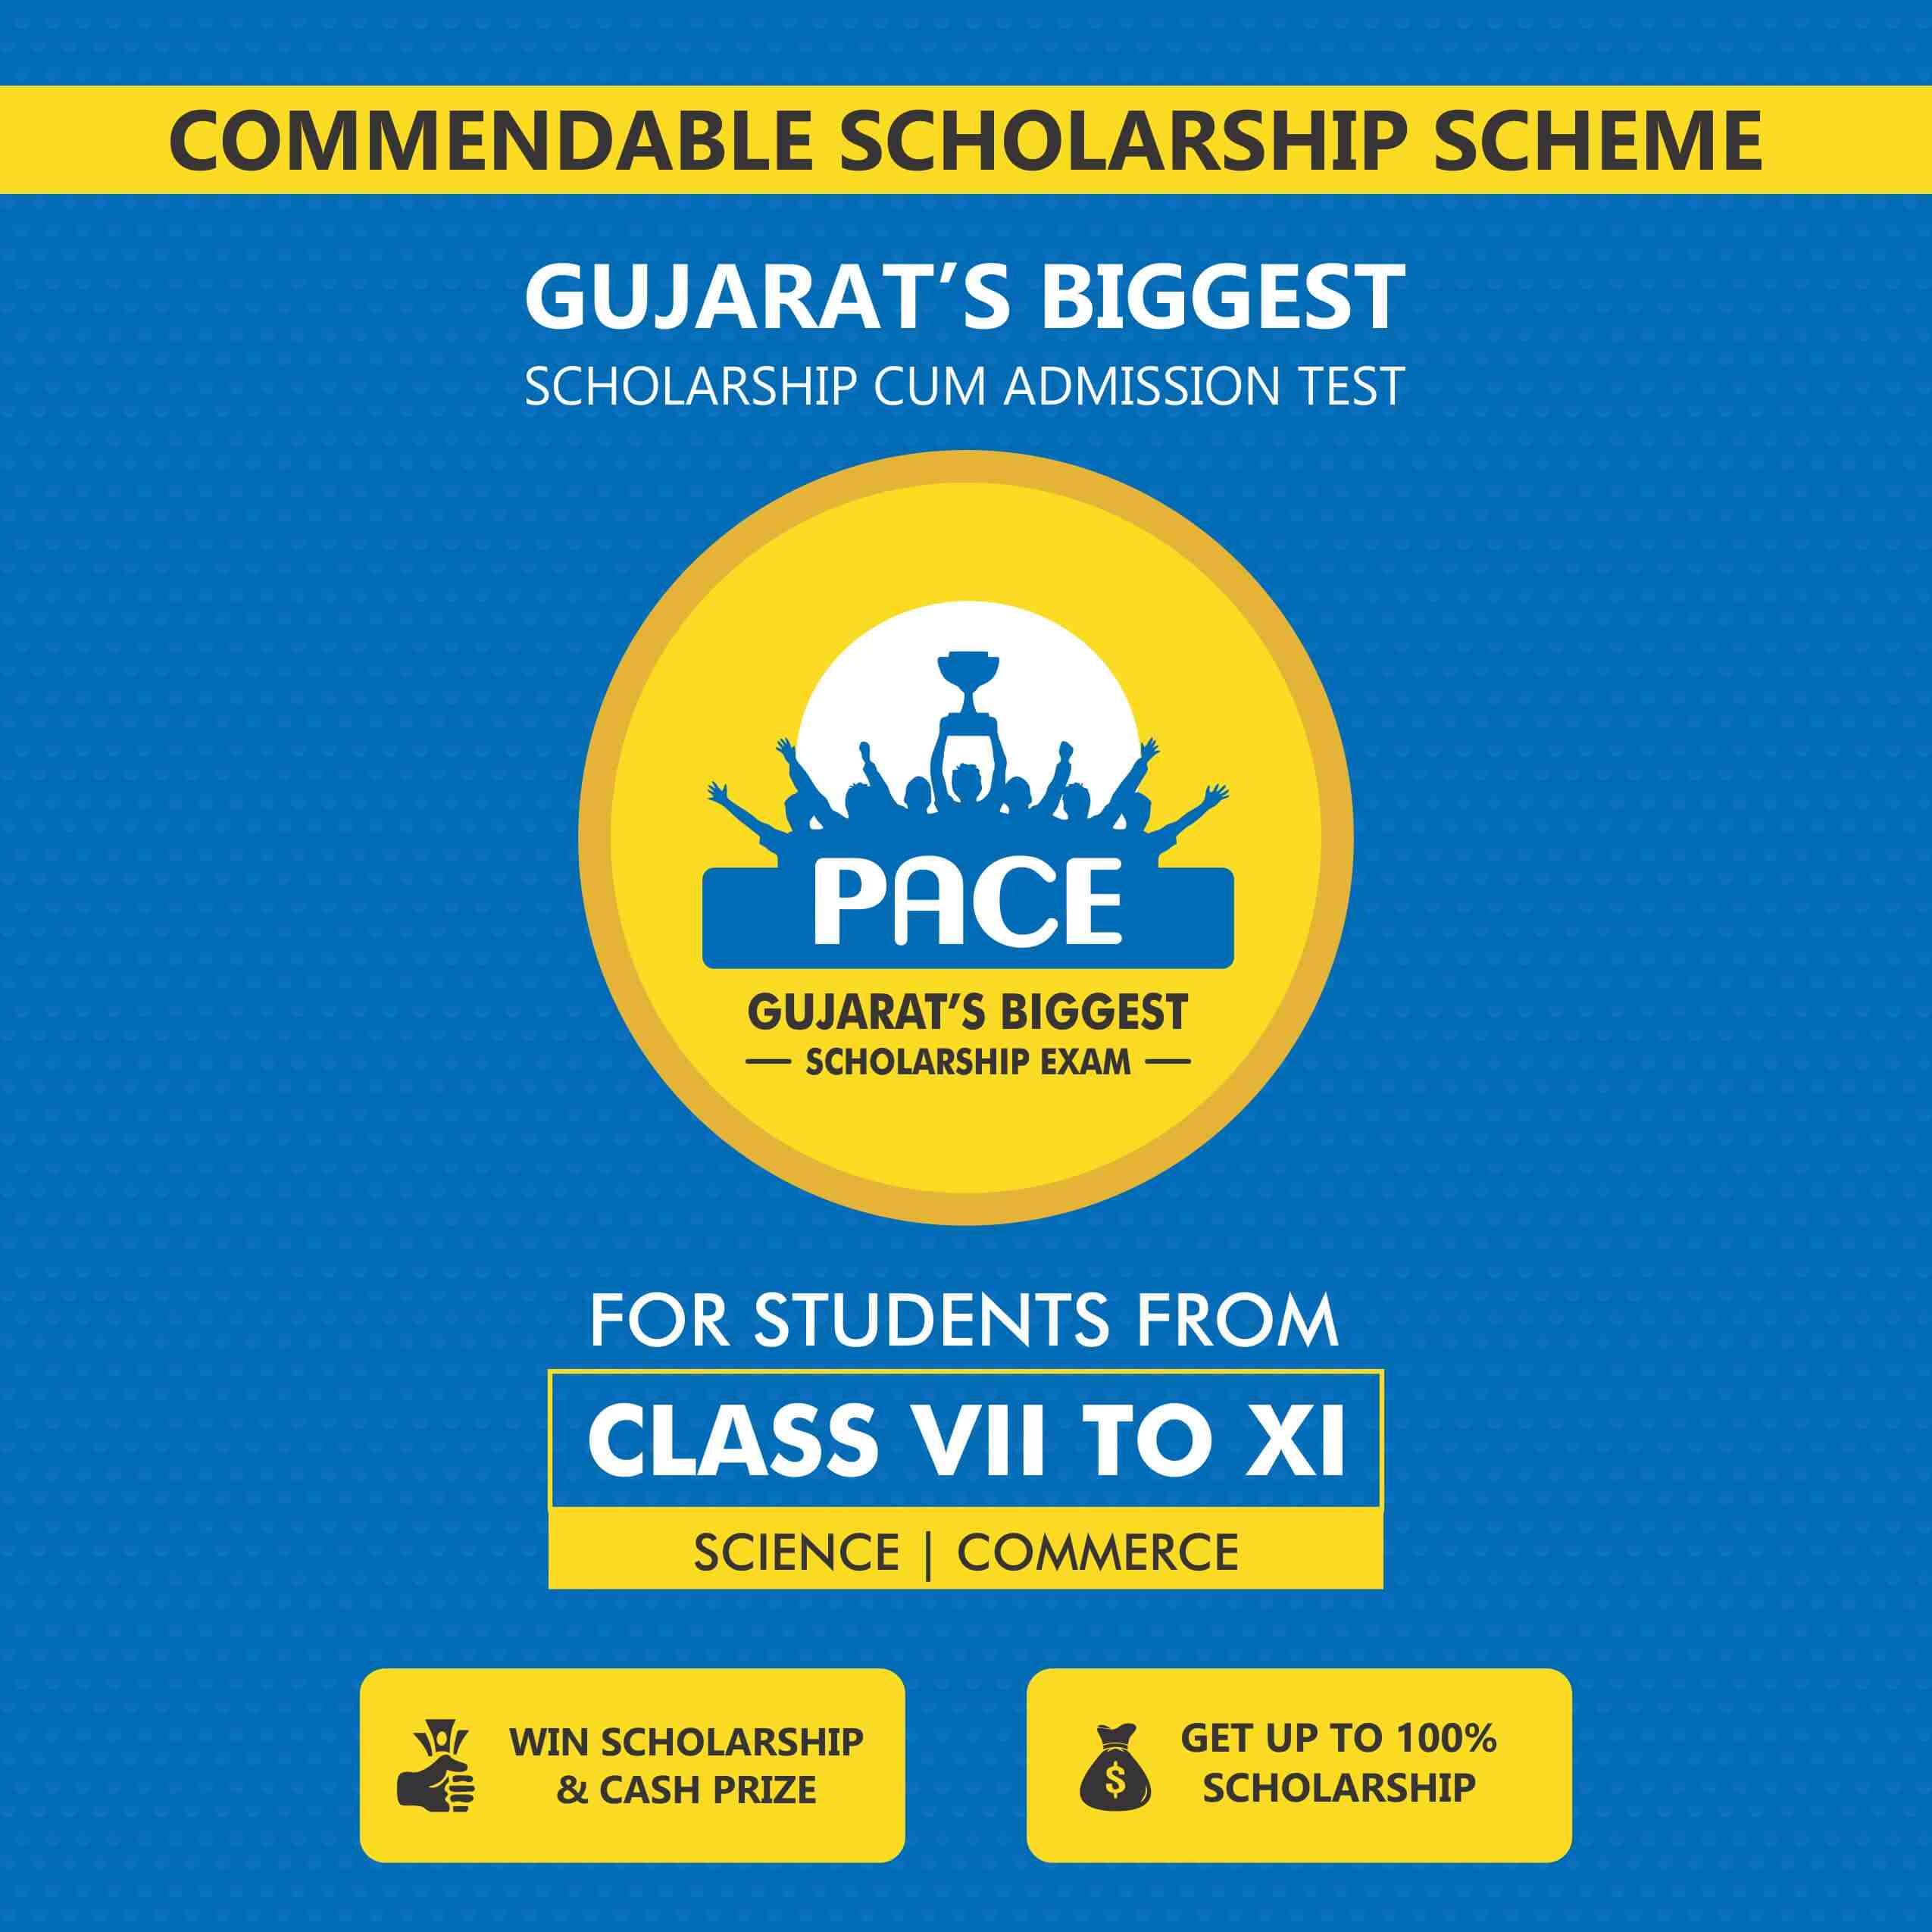 COMMENDABLE SCHOLARSHIP SCHEME
GUJARAT'S BIGGEST
SCHOLARSHIP CUM ADMISSION TEST
PACE
GUJARAT'S BIGGEST
SCHOLARSHIP EXAM
FOR STUDENTS FROM
CLASS VII TO XI
SCIENCE | COMMERCE
WIN SCHOLARSHIP
& CASH PRIZE
$
GET UP TO 100%
SCHOLARSHIP